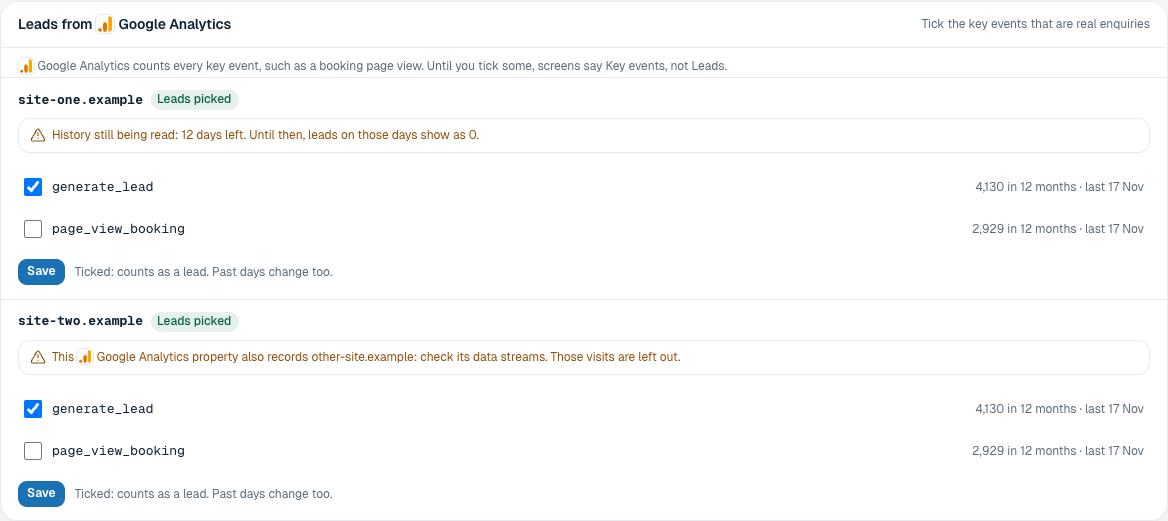 Leads from Google Analytics
Tick the key events that are real enquiries
Google Analytics counts every key event, such as a booking page view. Until you tick some, screens say Key events, not Leads.
site-one.example Leads picked
History still being read: 12 days left. Until then, leads on those days show as 0.
generate_lead 4,130 in 12 months · last 17 Nov
page_view_booking 2,929 in 12 months · last 17 Nov
Save Ticked: counts as a lead. Past days change too.
site-two.example Leads picked
This Google Analytics property also records other-site.example: check its data streams. Those visits are left out.
generate_lead 4,130 in 12 months · last 17 Nov
page_view_booking 2,929 in 12 months · last 17 Nov
Save Ticked: counts as a lead. Past days change too.